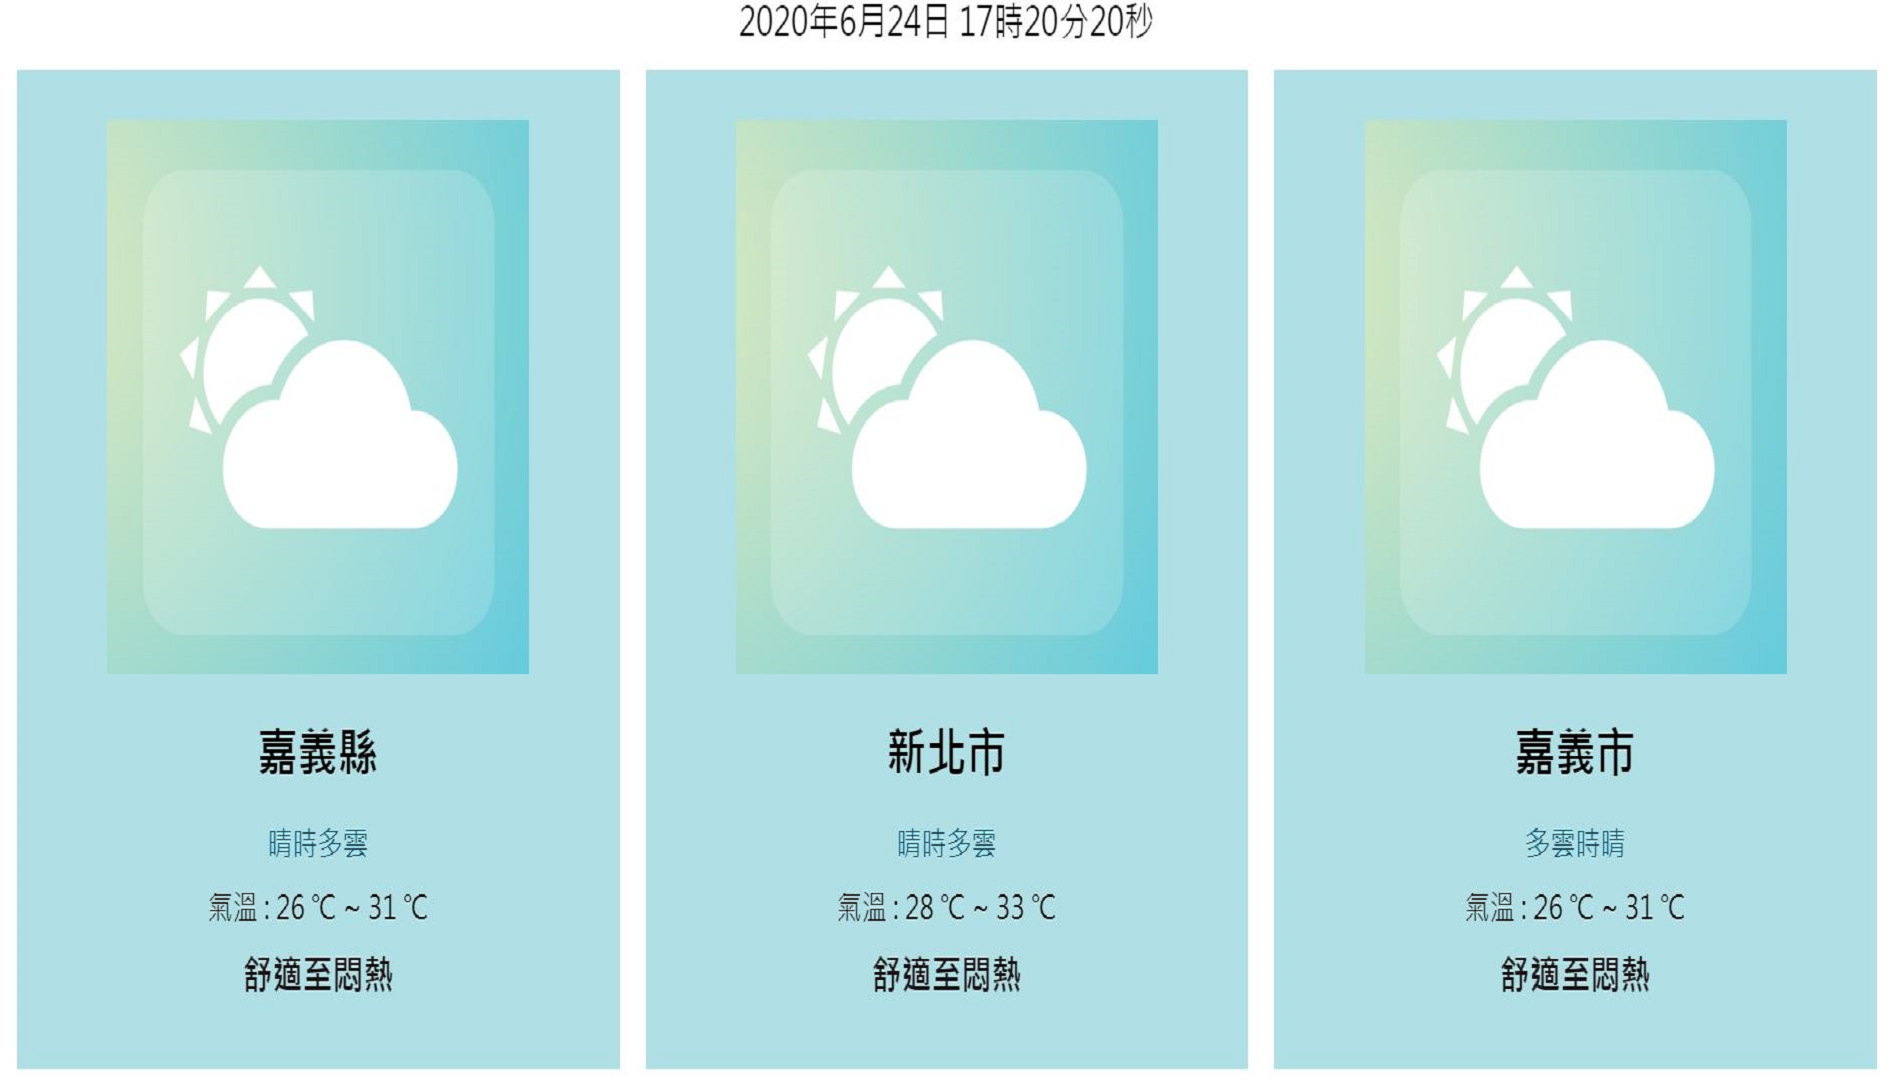 2020年6月24日 17時20分20秒
嘉義縣
晴時多雲
氣溫 : 26 ℃ ~ 31 ℃
舒適至悶熱
新北市
晴時多雲
氣溫 : 28 ℃ ~ 33 ℃
舒適至悶熱
嘉義市
多雲時晴
氣溫 : 26 ℃ ~ 31 ℃
舒適至悶熱